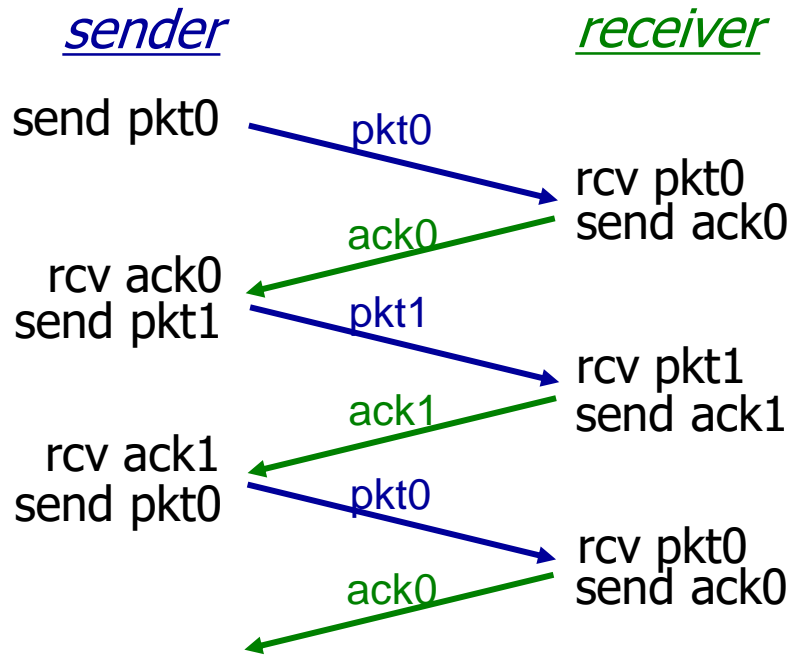 sender receiver
send pkt0
pkt0
rcv pkt0
send ack0
ack0
rcv ack0
send pkt1
pkt1
rcv pkt1
send ack1
ack1
rcv ack1
send pkt0
pkt0
rcv pkt0
send ack0
ack0